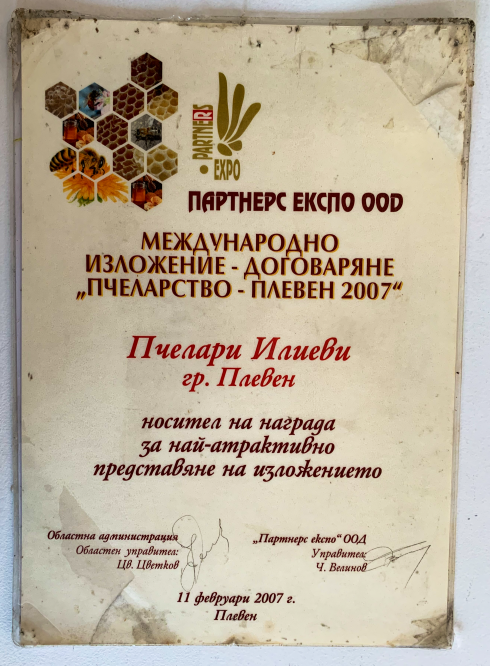 • PARTNERS
EXPO
ПАРТНЕРС ЕКСПО ООD
МЕЖДУНАРОДНО
ИЗЛОЖЕНИЕ - ДОГОВАРЯНЕ
„ПЧЕЛАРСТВО - ПЛЕВЕН 2007“
Пчелари Илиеви
гр. Плевен
носител на награда
за най-атрактивно
представяне на изложението
Областна администрация
Областен управител:
Цв. Цветков
„Партнерс експо“ ООД
Управител:
Ч. Велинов
11 февруари 2007 г.
Плевен